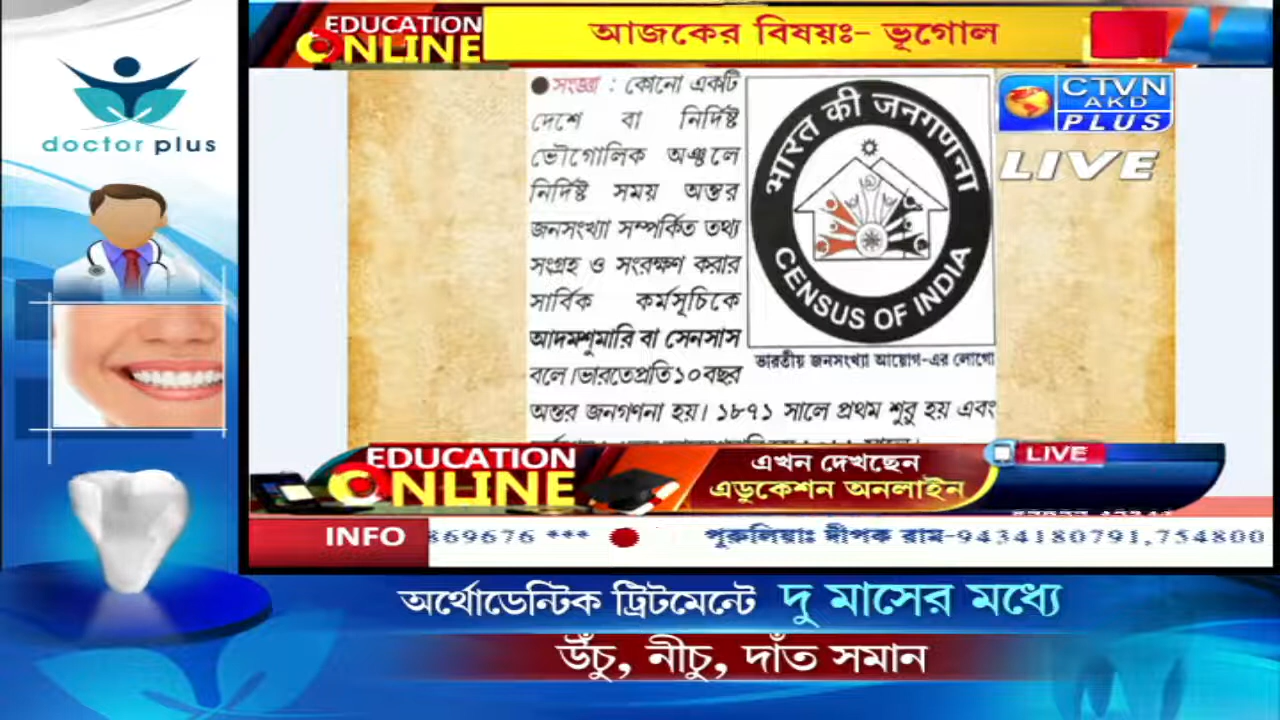 EDUCATION
ONLINE
আজকের বিষয়ঃ- ভূগোল
doctor plus
CTVN
AKD
PLUS
LIVE
●সংজ্ঞা : কোনো একটি
দেশে বা নির্দিষ্ট
ভৌগোলিক অঞ্চলে
নির্দিষ্ট সময় অন্তর
জনসংখ্যা সম্পর্কিত তথ্য
সংগ্রহ ও সংরক্ষণ করার
সার্বিক কর্মসূচিকে
আদমশুমারি বা সেনসাস
বলে। ভারতে প্রতি ১০ বছর
অন্তর জনগণনা হয়। ১৮৭১ সালে প্রথম শুরু হয় এবং
भारत की जनगणना
CENSUS OF INDIA
ভারতীয় জনসংখ্যা আয়োগ-এর লোগো
EDUCATION
ONLINE
এখন দেখছেন
এডুকেশন অনলাইন
LIVE
INFO
869676 *** পুরুলিয়াঃ দীপক রাম-9434180791,754800
অর্থোডেন্টিক ট্রিটমেন্টে দু মাসের মধ্যে
উঁচু, নীচু, দাঁত সমান